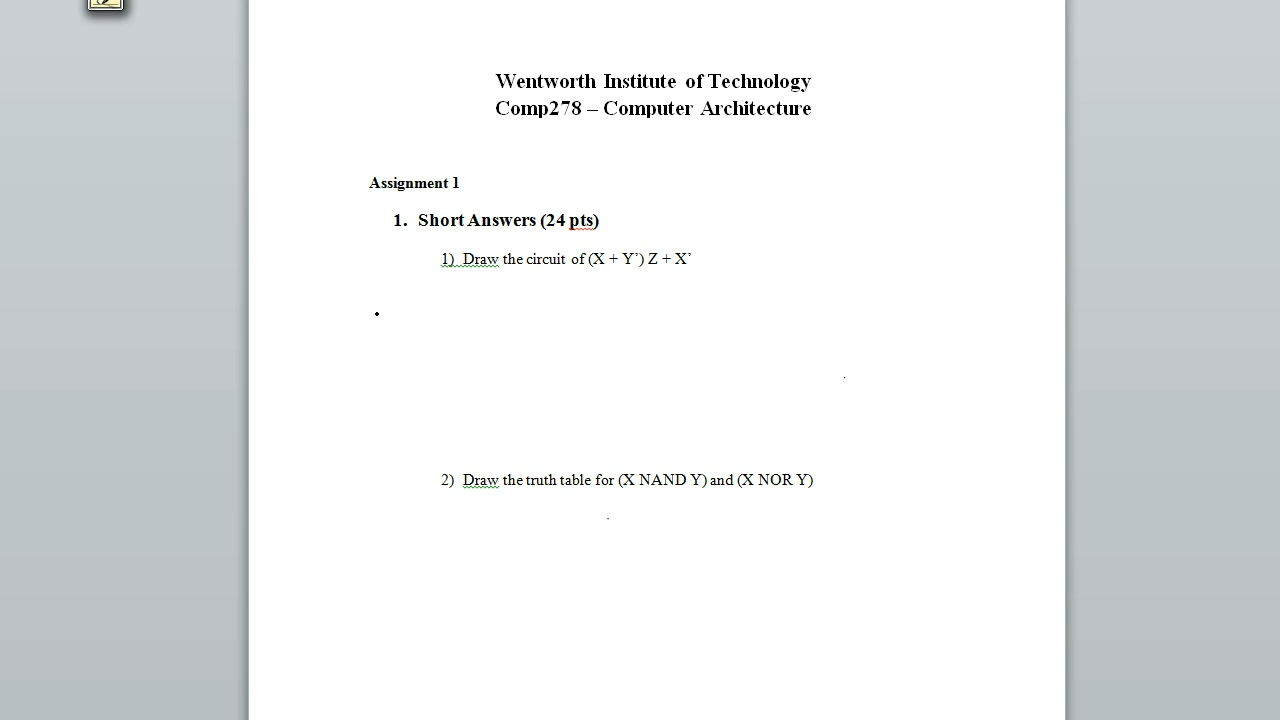 Wentworth Institute of Technology
Comp278 – Computer Architecture
Assignment 1
1. Short Answers (24 pts)
1) Draw the circuit of (X + Y’) Z + X’
2) Draw the truth table for (X NAND Y) and (X NOR Y)